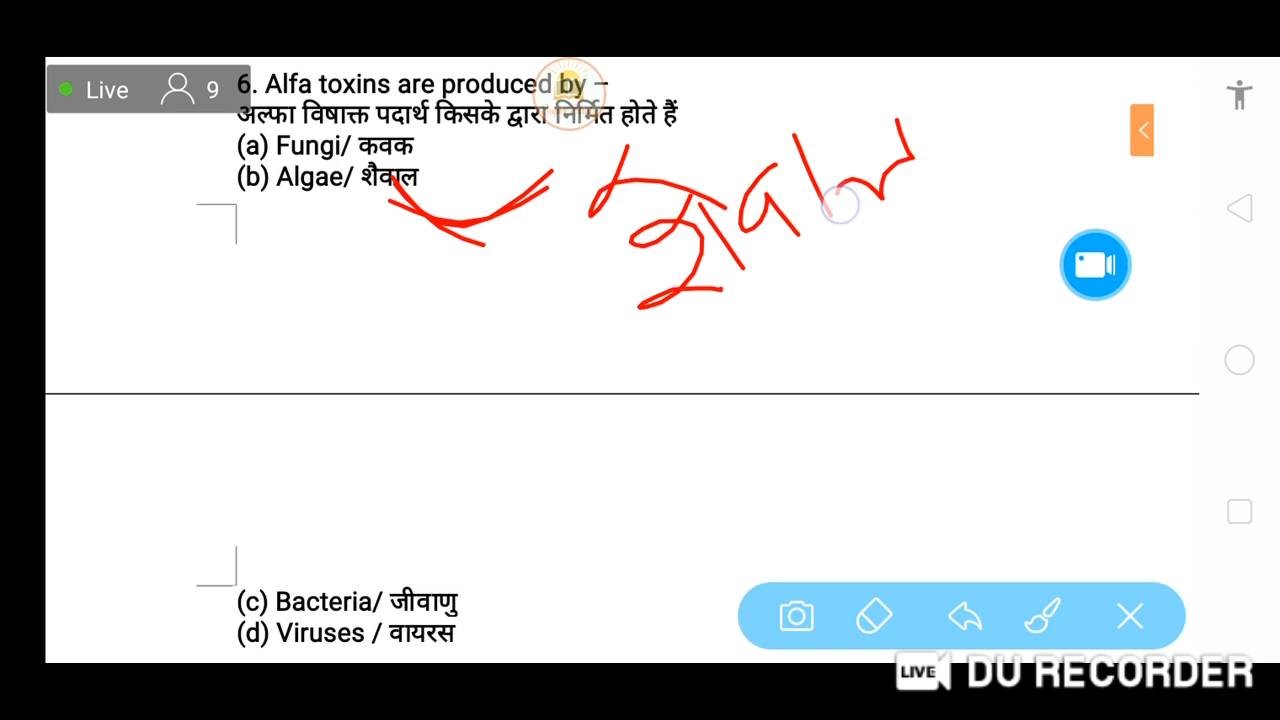 Live 9
6. Alfa toxins are produced by –
अल्फा विषाक्त पदार्थ किसके द्वारा निर्मित होते हैं
(a) Fungi/ कवक
(b) Algae/ शैवाल
(c) Bacteria/ जीवाणु
(d) Viruses / वायरस
LIVE DU RECORDER